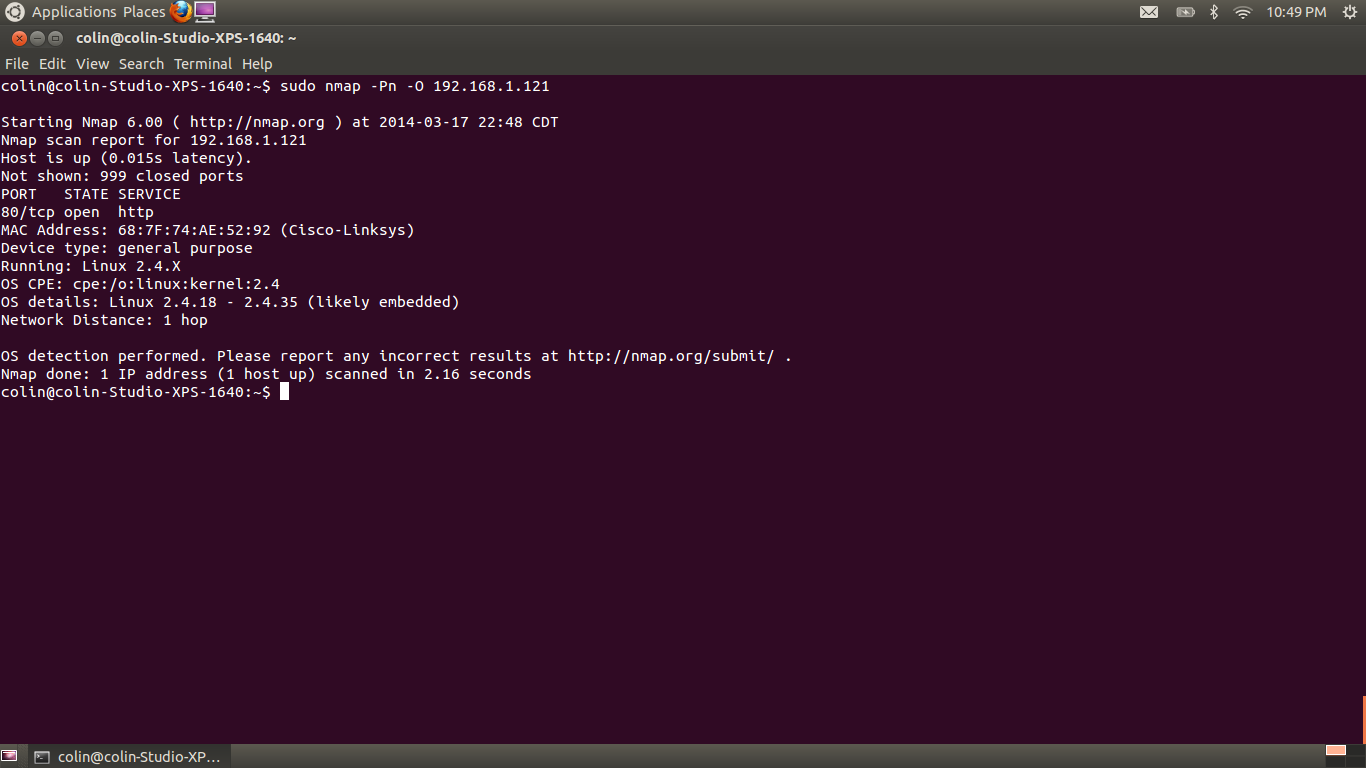 Applications Places
10:49 PM
colin@colin-Studio-XPS-1640: ~
File Edit View Search Terminal Help
colin@colin-Studio-XPS-1640:~$ sudo nmap -Pn -O 192.168.1.121
Starting Nmap 6.00 ( http://nmap.org ) at 2014-03-17 22:48 CDT
Nmap scan report for 192.168.1.121
Host is up (0.015s latency).
Not shown: 999 closed ports
PORT   STATE SERVICE
80/tcp open  http
MAC Address: 68:7F:74:AE:52:92 (Cisco-Linksys)
Device type: general purpose
Running: Linux 2.4.X
OS CPE: cpe:/o:linux:kernel:2.4
OS details: Linux 2.4.18 - 2.4.35 (likely embedded)
Network Distance: 1 hop
OS detection performed. Please report any incorrect results at http://nmap.org/submit/ .
Nmap done: 1 IP address (1 host up) scanned in 2.16 seconds
colin@colin-Studio-XPS-1640:~$
colin@colin-Studio-XP...